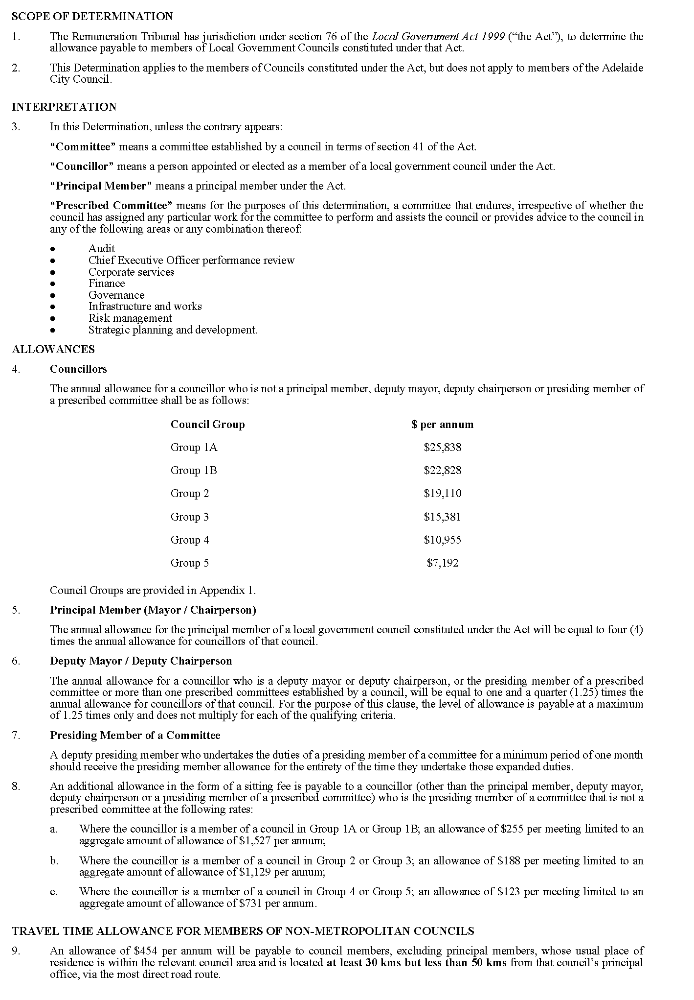 SCOPE OF DETERMINATION
1. The Remuneration Tribunal has jurisdiction under section 76 of the Local Government Act 1999 (“the Act”), to determine the
allowance payable to members of Local Government Councils constituted under that Act.
2. This Determination applies to the members of Councils constituted under the Act, but does not apply to members of the Adelaide
City Council.
INTERPRETATION
3. In this Determination, unless the contrary appears:
“Committee” means a committee established by a council in terms of section 41 of the Act.
“Councillor” means a person appointed or elected as a member of a local government council under the Act.
“Principal Member” means a principal member under the Act.
“Prescribed Committee” means for the purposes of this determination, a committee that endures, irrespective of whether the
council has assigned any particular work for the committee to perform and assists the council or provides advice to the council in
any of the following areas or any combination thereof:
● Audit
● Chief Executive Officer performance review
● Corporate services
● Finance
● Governance
● Infrastructure and works
● Risk management
● Strategic planning and development.
ALLOWANCES
4. Councillors
The annual allowance for a councillor who is not a principal member, deputy mayor, deputy chairperson or presiding member of
a prescribed committee shall be as follows:
Council Group $ per annum
Group 1A $25,838
Group 1B $22,828
Group 2 $19,110
Group 3 $15,381
Group 4 $10,955
Group 5 $7,192
Council Groups are provided in Appendix 1.
5. Principal Member (Mayor / Chairperson)
The annual allowance for the principal member of a local government council constituted under the Act will be equal to four (4)
times the annual allowance for councillors of that council.
6. Deputy Mayor / Deputy Chairperson
The annual allowance for a councillor who is a deputy mayor or deputy chairperson, or the presiding member of a prescribed
committee or more than one prescribed committees established by a council, will be equal to one and a quarter (1.25) times the
annual allowance for councillors of that council. For the purpose of this clause, the level of allowance is payable at a maximum
of 1.25 times only and does not multiply for each of the qualifying criteria.
7. Presiding Member of a Committee
A deputy presiding member who undertakes the duties of a presiding member of a committee for a minimum period of one month
should receive the presiding member allowance for the entirety of the time they undertake those expanded duties.
8. An additional allowance in the form of a sitting fee is payable to a councillor (other than the principal member, deputy mayor,
deputy chairperson or a presiding member of a prescribed committee) who is the presiding member of a committee that is not a
prescribed committee at the following rates:
a. Where the councillor is a member of a council in Group 1A or Group 1B; an allowance of $255 per meeting limited to an
aggregate amount of allowance of $1,527 per annum;
b. Where the councillor is a member of a council in Group 2 or Group 3; an allowance of $188 per meeting limited to an
aggregate amount of allowance of $1,129 per annum;
c. Where the councillor is a member of a council in Group 4 or Group 5; an allowance of $123 per meeting limited to an
aggregate amount of allowance of $731 per annum.
TRAVEL TIME ALLOWANCE FOR MEMBERS OF NON-METROPOLITAN COUNCILS
9. An allowance of $454 per annum will be payable to council members, excluding principal members, whose usual place of
residence is within the relevant council area and is located at least 30 kms but less than 50 kms from that council’s principal
office, via the most direct road route.